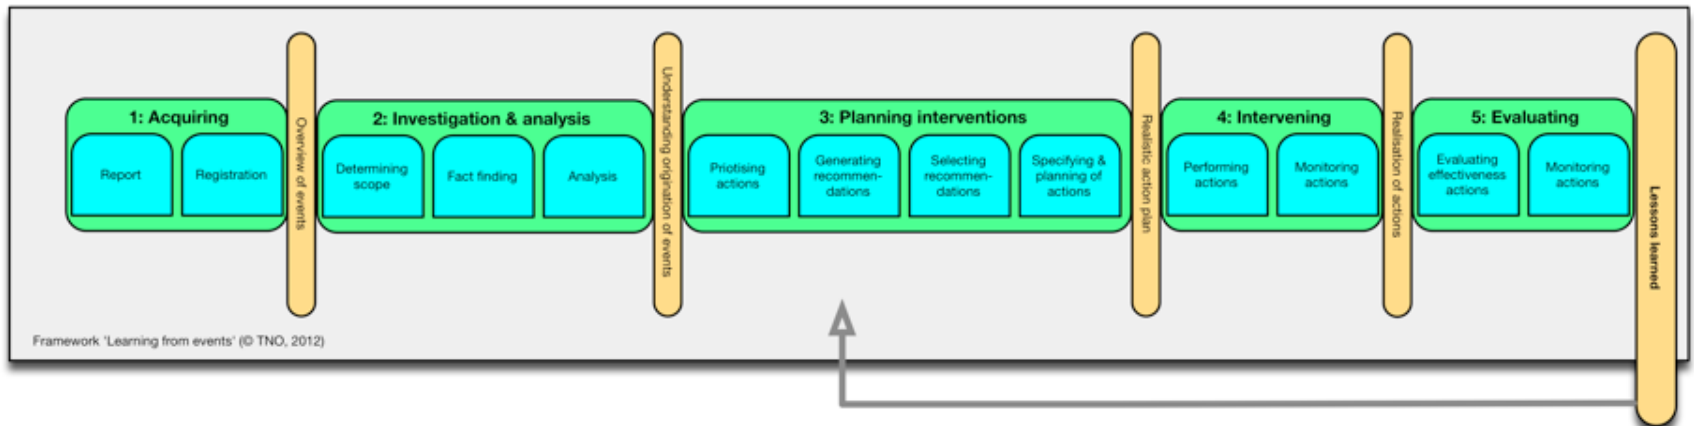 1: Acquiring
Report
Registration
Overview of events
2: Investigation & analysis
Determining
scope
Fact finding
Analysis
Understanding origination of events
3: Planning interventions
Priotising
actions
Generating
recommen-
dations
Selecting
recommen-
dations
Specifying &
planning of
actions
Realistic action plan
4: Intervening
Performing
actions
Monitoring
actions
Realisation of actions
5: Evaluating
Evaluating
effectiveness
actions
Monitoring
actions
Lessons learned
Framework 'Learning from events' (© TNO, 2012)